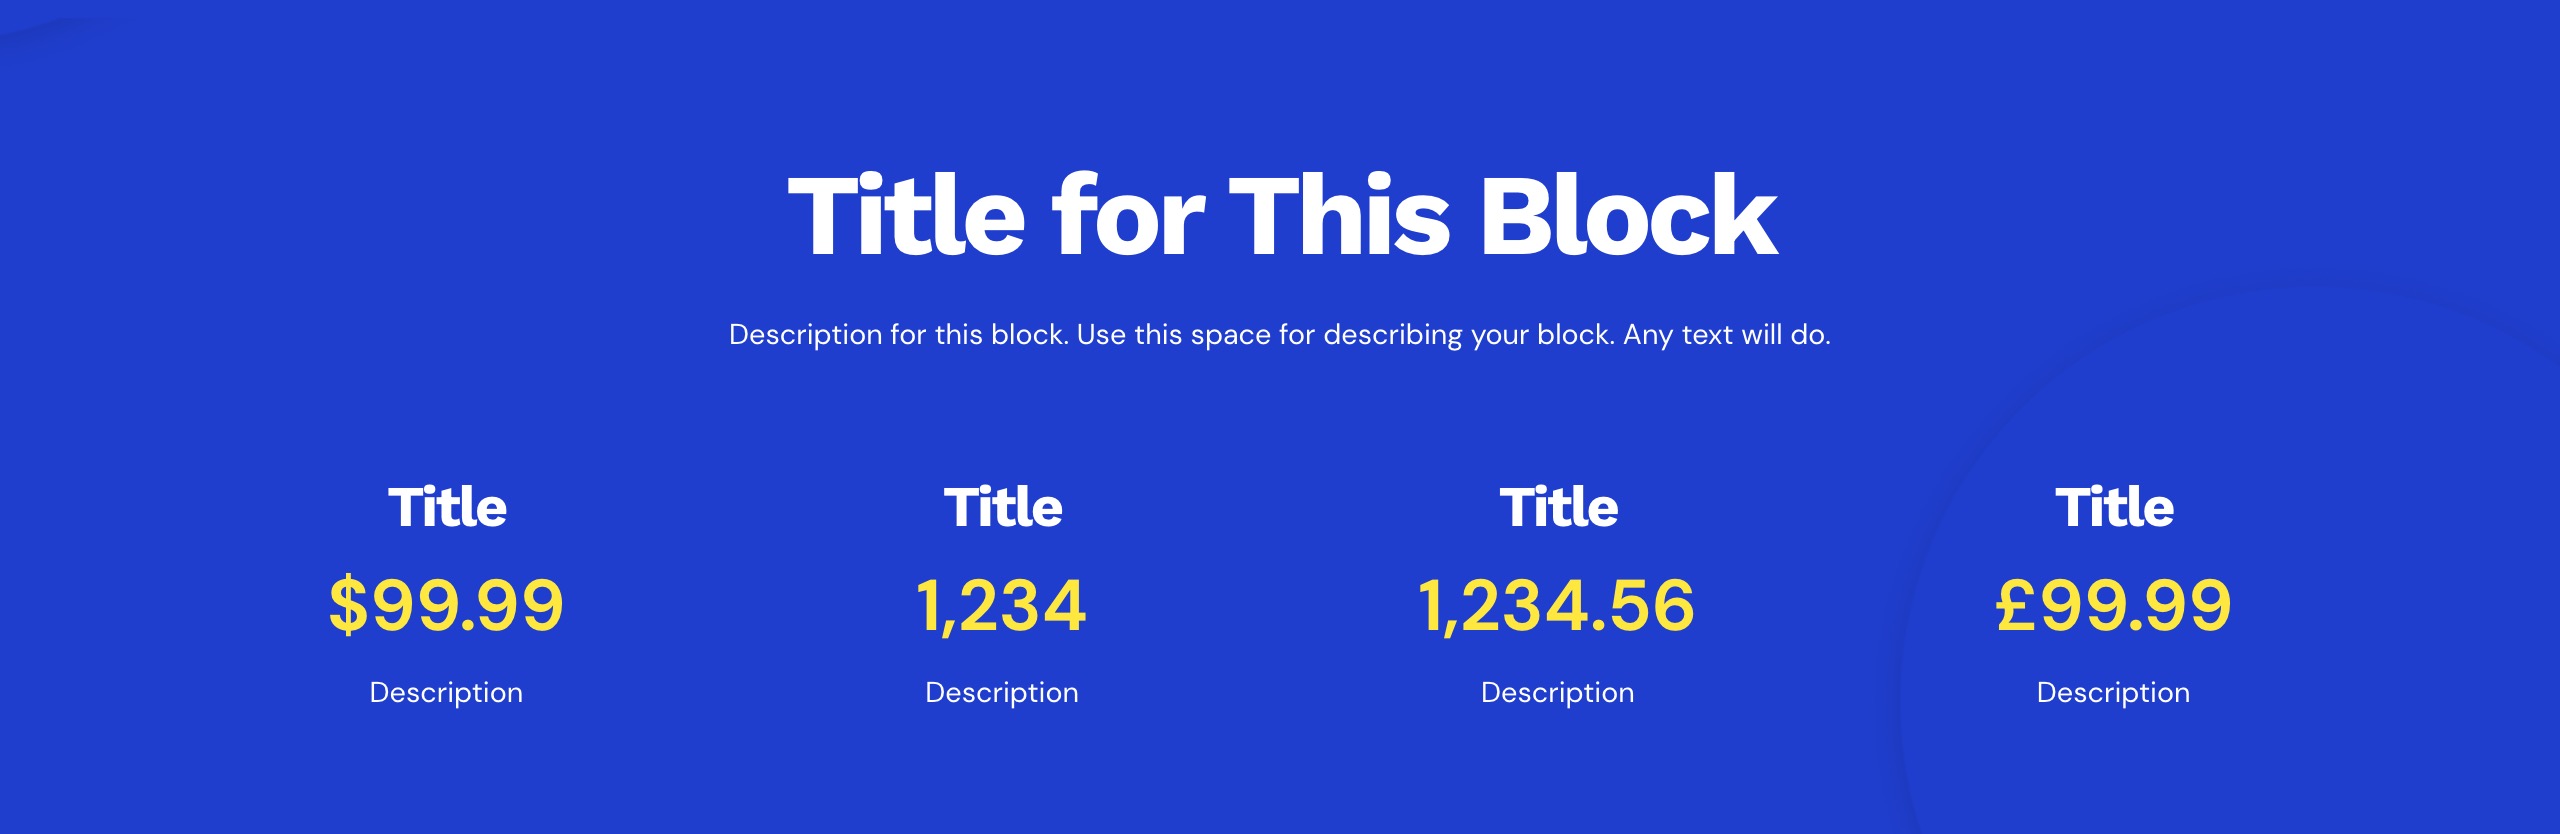 Title for This Block
Description for this block. Use this space for describing your block. Any text will do.
Title
Title
Title
Title
$99.99
1,234
1,234.56
£99.99
Description
Description
Description
Description